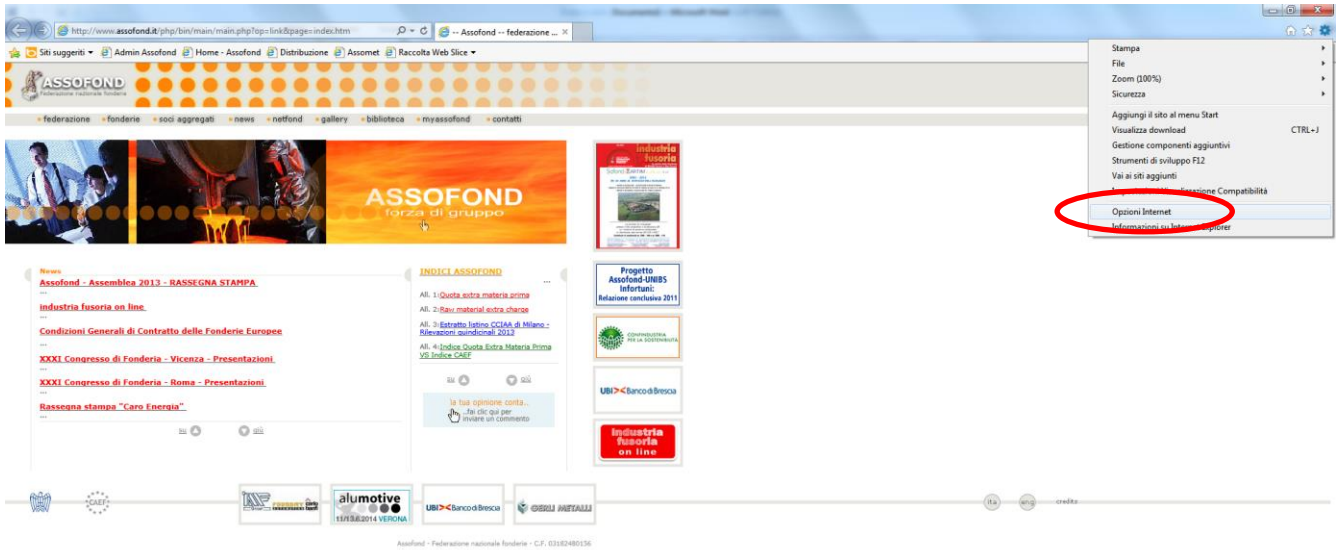 http://www.assofond.it/php/bin/main/main.php?op=link&page=index.htm
-- Assofond -- federazione ...
Siti suggeriti
Admin Assofond
Home - Assofond
Distribuzione
Assomet
Raccolta Web Slice
Stampa
File
Zoom (100%)
Sicurezza
Aggiungi il sito al menu Start
Visualizza download CTRL+J
Gestione componenti aggiuntivi
Strumenti di sviluppo F12
Vai ai siti aggiunti
Compatibilità
Opzioni Internet
Informazioni su Internet Explorer
ASSOFOND
Federazione nazionale fonderie
federazione
fonderie
soci aggregati
news
netfond
gallery
biblioteca
myassofond
contatti
ASSOFOND
forza di gruppo
industria
fusoria
News
Assofond - Assemblea 2013 - RASSEGNA STAMPA
...
industria fusoria on line
...
Condizioni Generali di Contratto delle Fonderie Europee
...
XXXI Congresso di Fonderia - Vicenza - Presentazioni
...
XXXI Congresso di Fonderia - Roma - Presentazioni
...
Rassegna stampa "Caro Energia"
...
su
giù
INDICI ASSOFOND
...
All. 1:Quota extra materia prima
All. 2:Raw material extra charge
All. 3:Estratto listino CCIAA di Milano -
Rilevazioni quindicinali 2013
All. 4:Indice Quota Extra Materia Prima
VS Indice CAEF
su
giù
la tua opinione conta...
..fai clic qui per
inviare un commento
Progetto
Assofond-UNIBS
Infortuni:
Relazione conclusiva 2011
CONFINDUSTRIA
PER LA SOSTENIBILITÀ
UBI Banco di Brescia
industria
fusoria
on line
CAEF
alumotive
VERONA
UBI Banco di Brescia
GERLI METALLI
ita
eng
credits
Assofond - Federazione nazionale fonderie - C.F. 03182480136